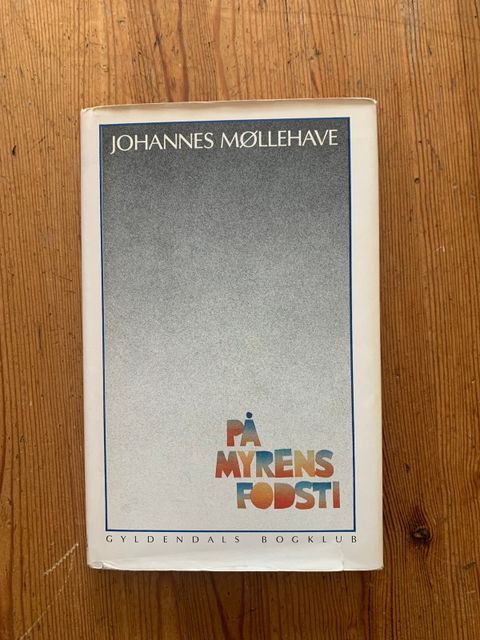 JOHANNES MØLLEHAVE
PÅ
MYRENS
FODSTI
GYLDENDALS BOGKLUB